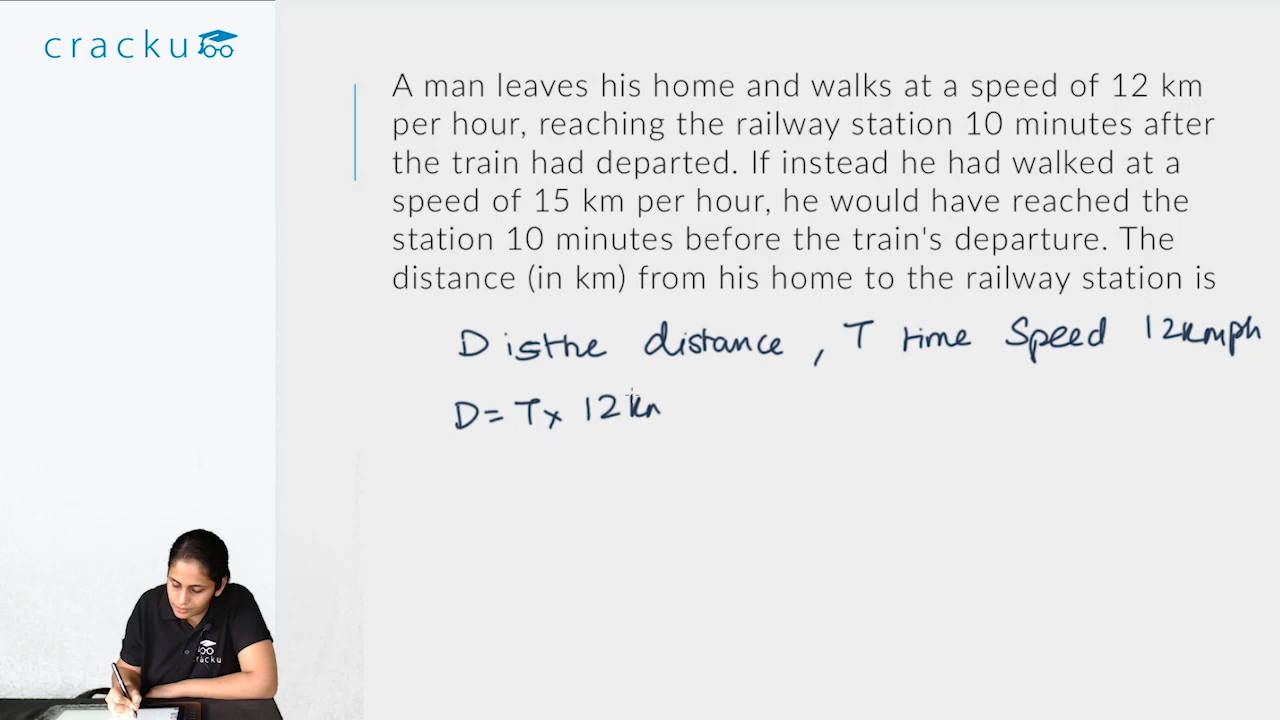 cracku
A man leaves his home and walks at a speed of 12 km
per hour, reaching the railway station 10 minutes after
the train had departed. If instead he had walked at a
speed of 15 km per hour, he would have reached the
station 10 minutes before the train's departure. The
distance (in km) from his home to the railway station is
D is the distance , T time Speed 12kmph
D = T x 12 km
cracku